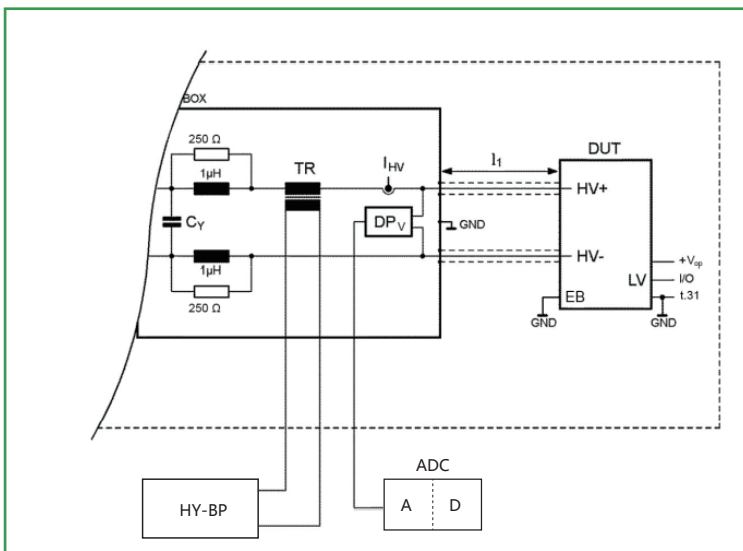 BOX
250 Ω
1µH
TR
I_HV
l₁
DUT
HV+
C_Y
DP_V
GND
HV-
+V_op
1µH
LV
I/O
250 Ω
EB
t.31
GND
GND
ADC
HY-BP
A
D